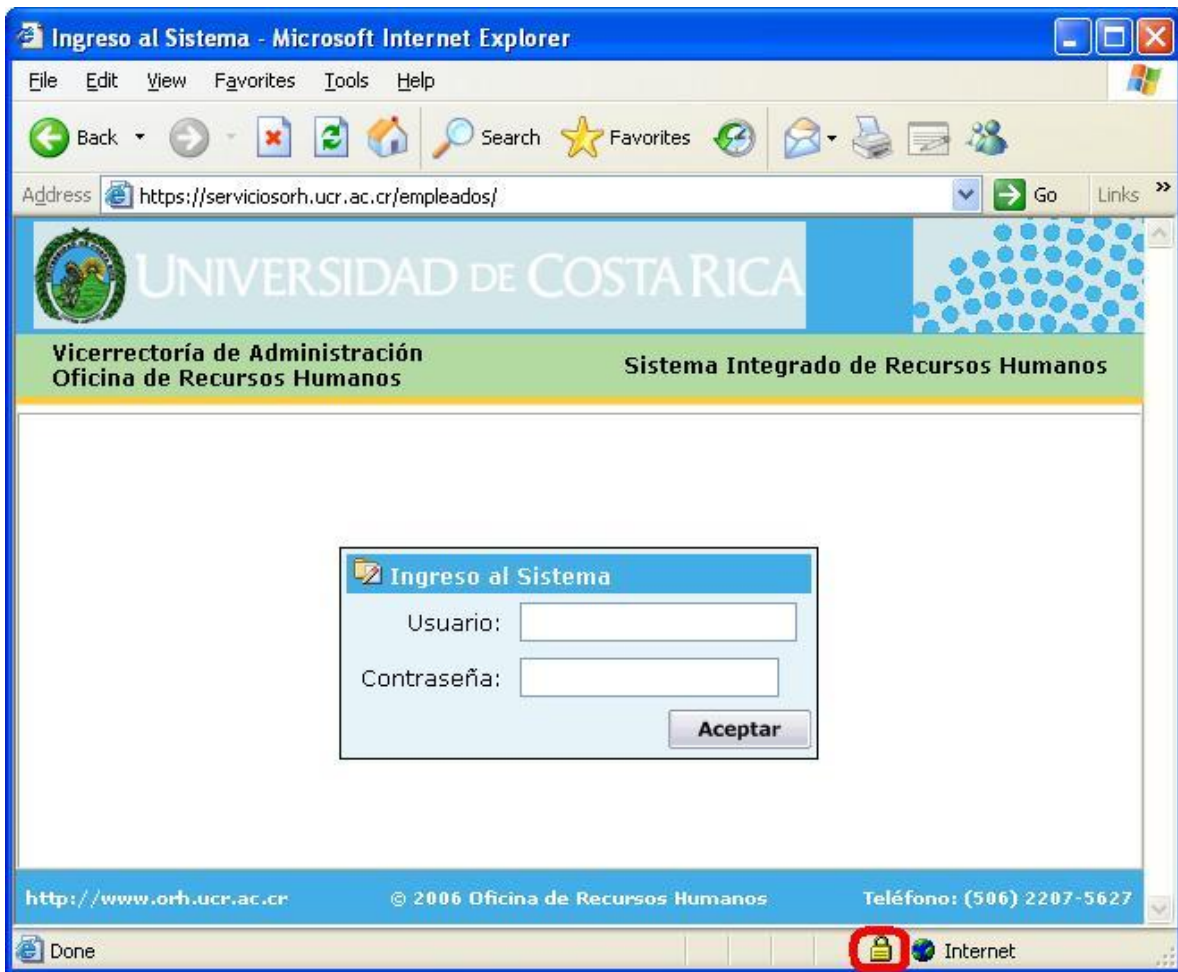 Ingreso al Sistema - Microsoft Internet Explorer
File Edit View Favorites Tools Help
Back Search Favorites
Address https://serviciosorh.ucr.ac.cr/empleados/ Go Links »
UNIVERSIDAD DE COSTA RICA
Vicerrectoría de Administración
Oficina de Recursos Humanos
Sistema Integrado de Recursos Humanos
Ingreso al Sistema
Usuario:
Contraseña:
Aceptar
http://www.orh.ucr.ac.cr © 2006 Oficina de Recursos Humanos Teléfono: (506) 2207-5627
Done Internet